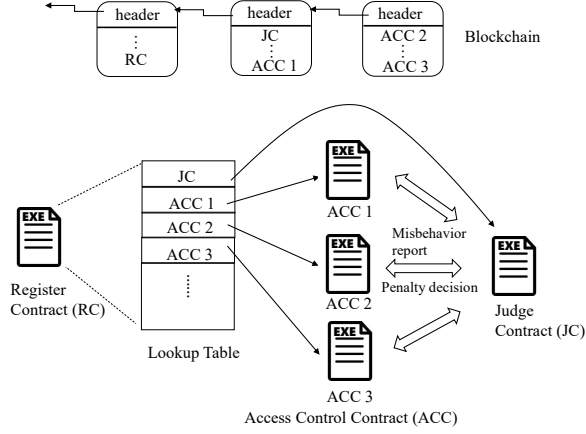 header
header
header
⋮
RC
JC
⋮
ACC 1
ACC 2
⋮
ACC 3
Blockchain
EXE
Register
Contract (RC)
JC
ACC 1
ACC 2
ACC 3
⋮
Lookup Table
EXE
ACC 1
EXE
ACC 2
EXE
ACC 3
Access Control Contract (ACC)
Misbehavior
report
Penalty decision
EXE
Judge
Contract (JC)